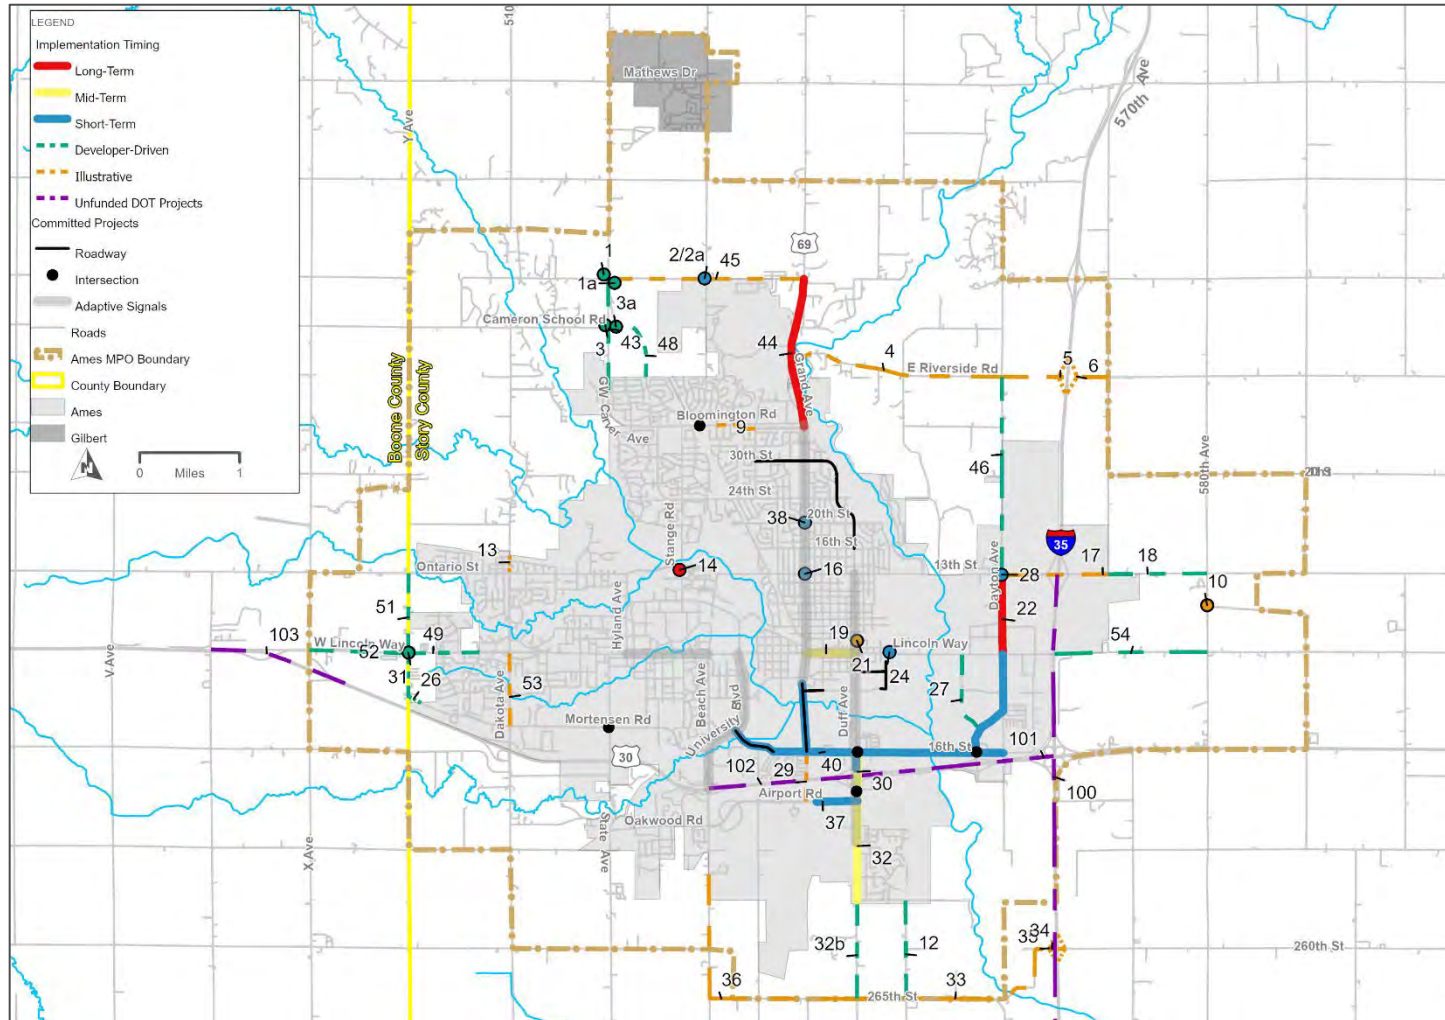 LEGEND
Implementation Timing
Long-Term
Mid-Term
Short-Term
Developer-Driven
Illustrative
Unfunded DOT Projects
Committed Projects
Roadway
Intersection
Adaptive Signals
Roads
Ames MPO Boundary
County Boundary
Ames
Gilbert
N
0 1
Miles
510
Y Ave
Mathews Dr
570th Ave
69
1
2/2a
45
1a
3a
Cameron School Rd
3
43
48
44
Grand Ave
4
E Riverside Rd
5
6
Boone County
Story County
GW Carver Ave
Bloomington Rd
9
30th St
46
580th Ave
24th St
38
20th St
16th St
Stange Rd
13
Ontario St
14
16
13th St
Dayton Ave
28
35
17
18
10
51
22
Hyland Ave
19
Lincoln Way
103
W Lincoln Way
52
49
54
V Ave
21
24
31
26
Dakota Ave
53
Beach Ave
University Blvd
Duff Ave
27
Mortensen Rd
30
16th St
101
102
29
40
30
Airport Rd
100
37
Oakwood Rd
X Ave
State Ave
32
32b
12
34
260th St
36
33
265th St